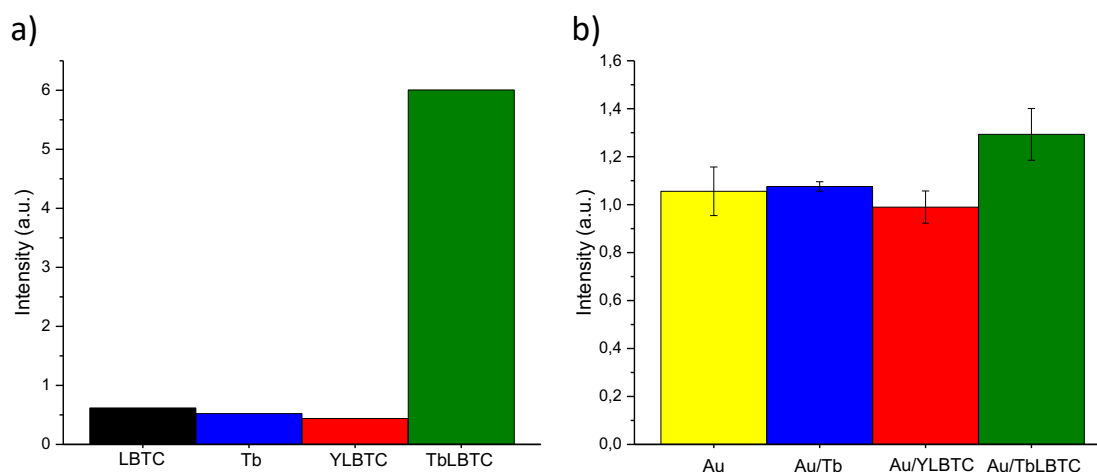 a)
Intensity (a.u.)
6
5
4
3
2
1
0
LBTC Tb YLBTC TbLBTC
b)
Intensity (a.u.)
1,6
1,4
1,2
1,0
0,8
0,6
0,4
0,2
0,0
Au Au/Tb Au/YLBTC Au/TbLBTC